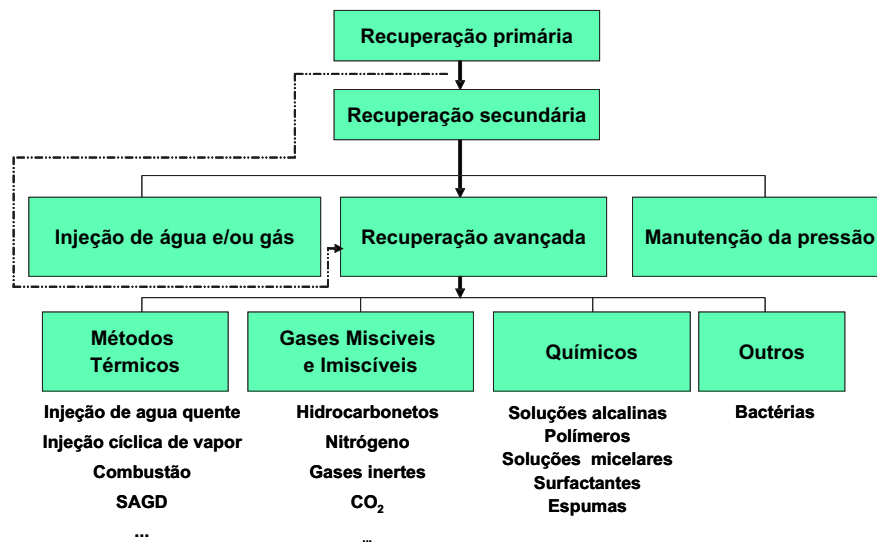 Recuperação primária
Recuperação secundária
Injeção de água e/ou gás
Recuperação avançada
Manutenção da pressão
Métodos
Térmicos
Gases Misciveis
e Imiscíveis
Químicos
Outros
Injeção de agua quente
Injeção cíclica de vapor
Combustão
SAGD
...
Hidrocarbonetos
Nitrógeno
Gases inertes
CO₂
...
Soluções alcalinas
Polímeros
Soluções micelares
Surfactantes
Espumas
Bactérias